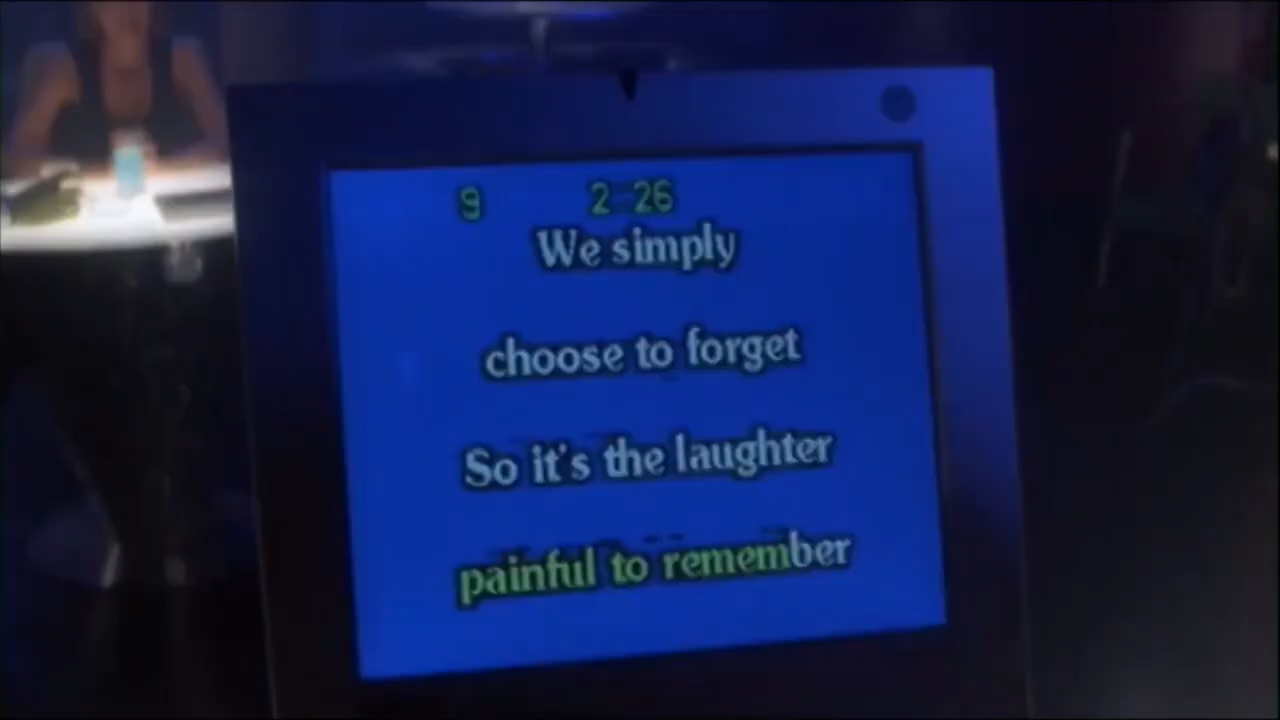 9 2 26
We simply
choose to forget
So it's the laughter
painful to remember